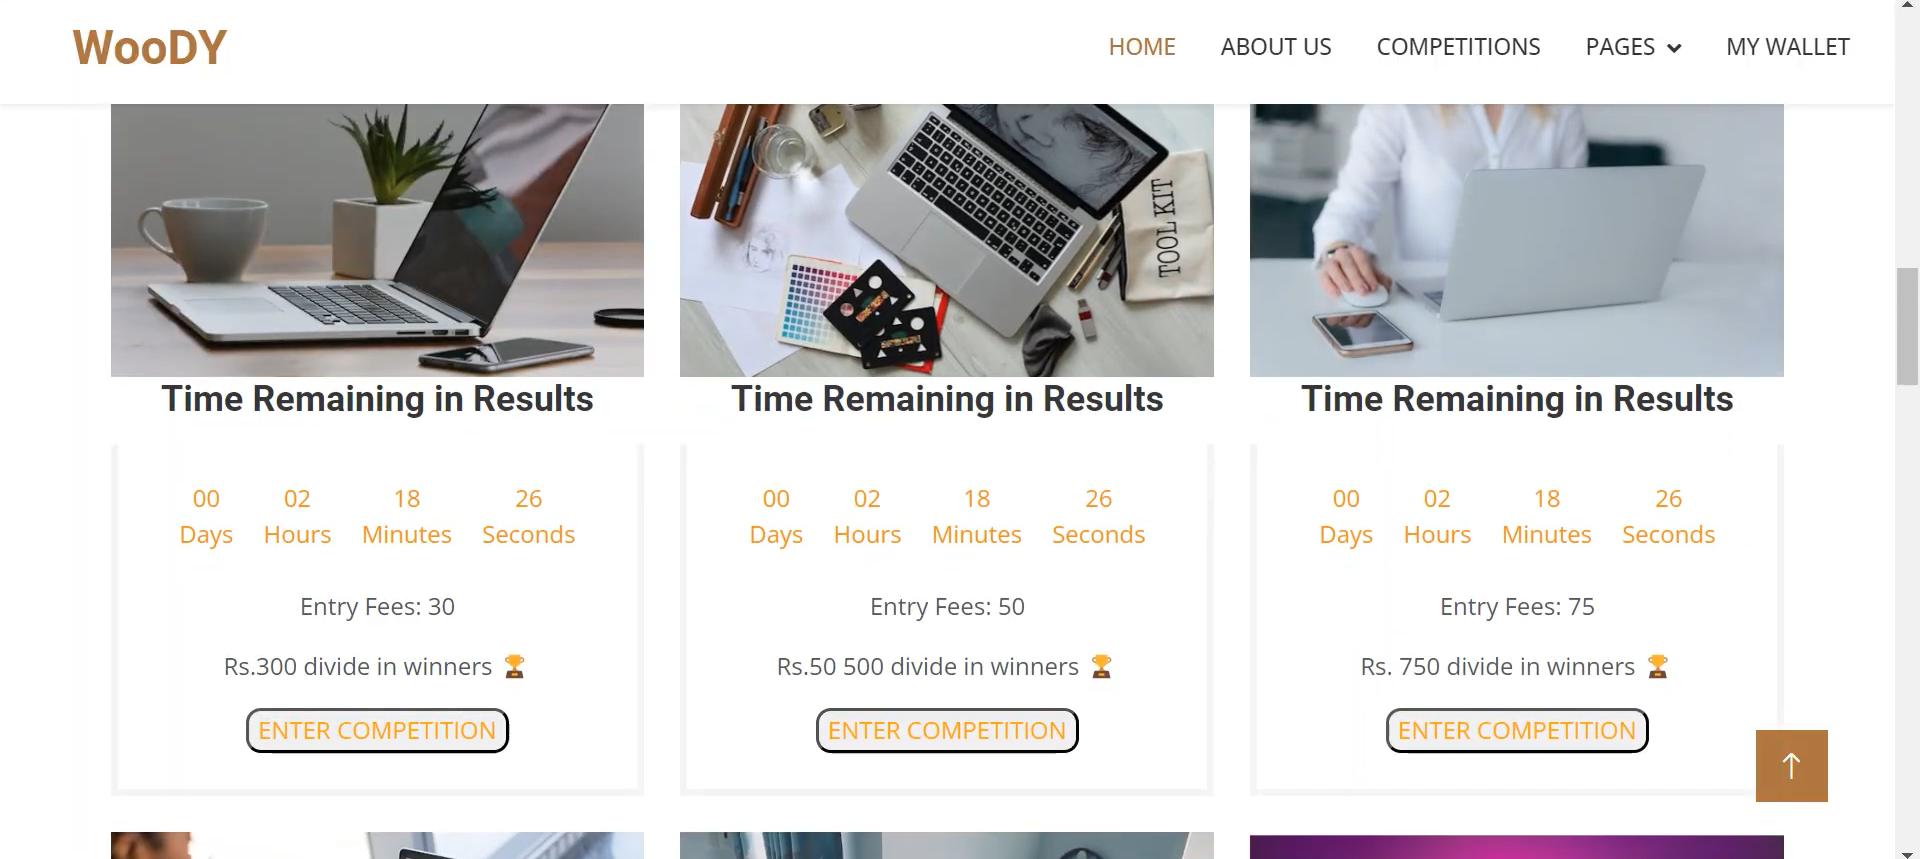 WooDY
HOME ABOUT US COMPETITIONS PAGES MY WALLET
TOOL KIT
Time Remaining in Results
00 02 18 26
Days Hours Minutes Seconds
Entry Fees: 30
Rs.300 divide in winners 🏆
ENTER COMPETITION
Time Remaining in Results
00 02 18 26
Days Hours Minutes Seconds
Entry Fees: 50
Rs.50 500 divide in winners 🏆
ENTER COMPETITION
Time Remaining in Results
00 02 18 26
Days Hours Minutes Seconds
Entry Fees: 75
Rs. 750 divide in winners 🏆
ENTER COMPETITION